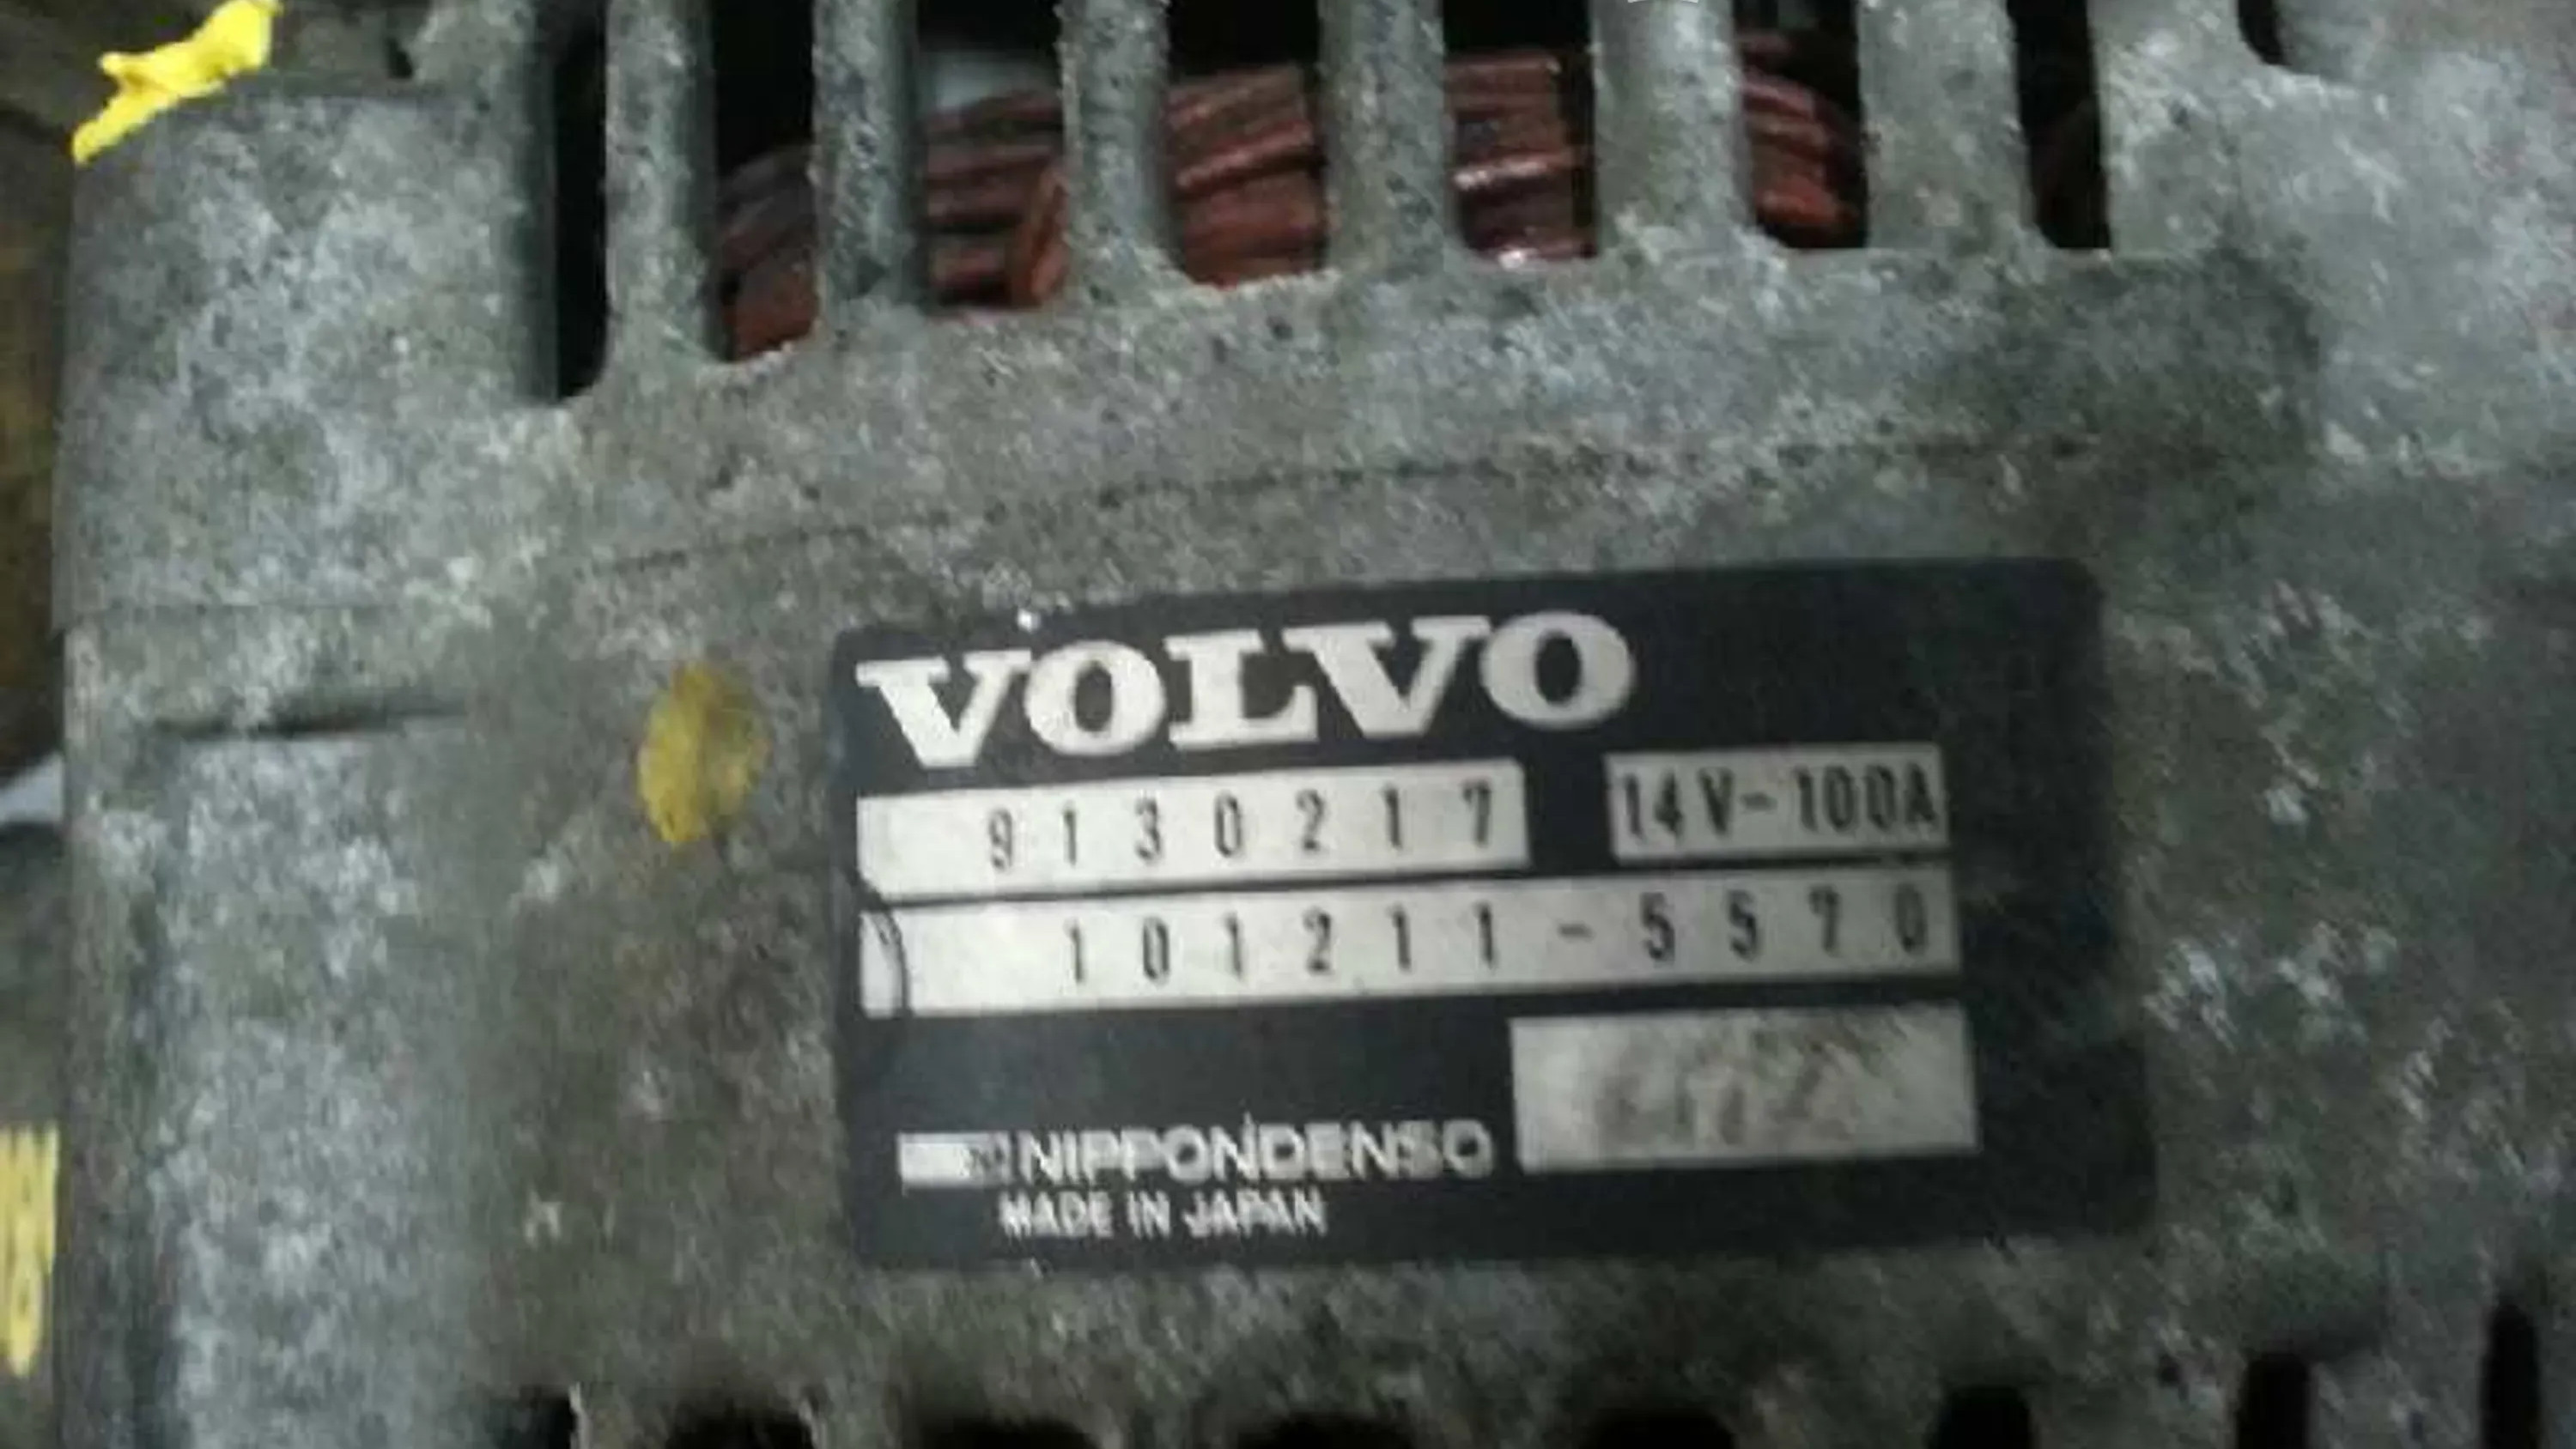 VOLVO
9130217 14V-100A
101211-5570
NIPPONDENSO
MADE IN JAPAN